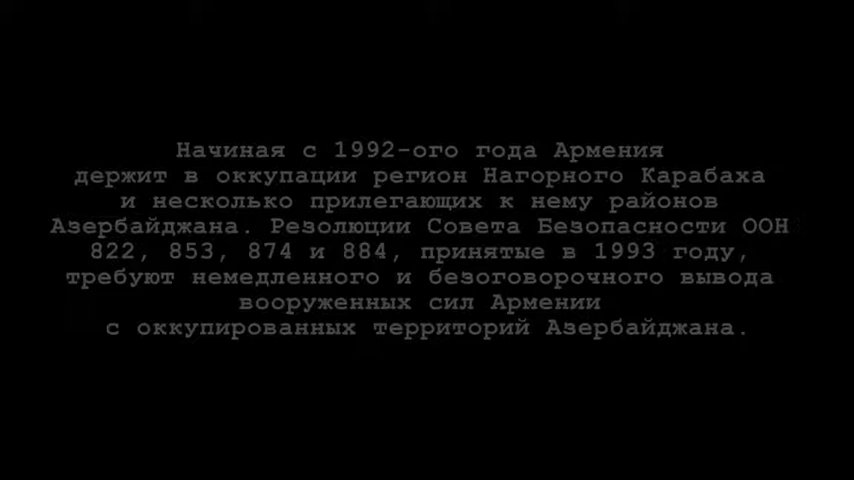 Начиная с 1992-ого года Армения
держит в оккупации регион Нагорного Карабаха
и несколько прилегающих к нему районов
Азербайджана. Резолюции Совета Безопасности ООН
822, 853, 874 и 884, принятые в 1993 году,
требуют немедленного и безоговорочного вывода
вооруженных сил Армении
с оккупированных территорий Азербайджана.